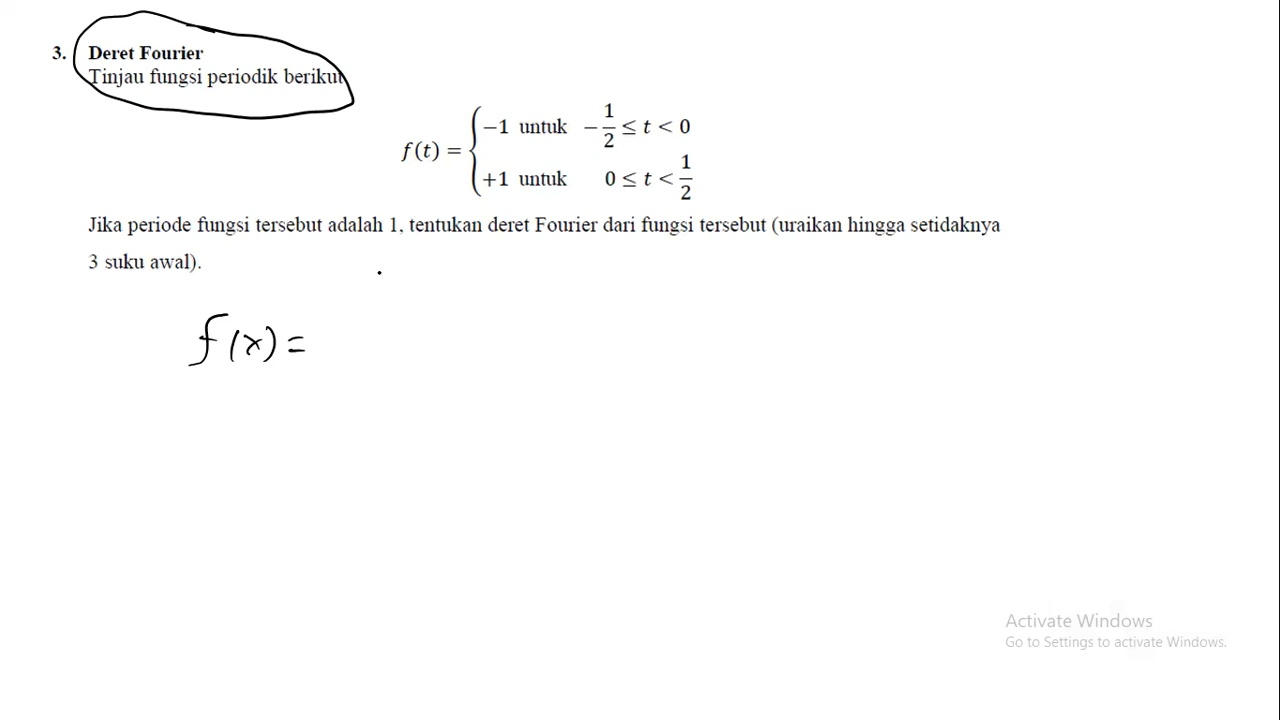 3. Deret Fourier
Tinjau fungsi periodik berikut
f(t) = { −1 untuk −1/2 ≤ t < 0
+1 untuk 0 ≤ t < 1/2
Jika periode fungsi tersebut adalah 1, tentukan deret Fourier dari fungsi tersebut (uraikan hingga setidaknya
3 suku awal).
f(x) =
Activate Windows
Go to Settings to activate Windows.